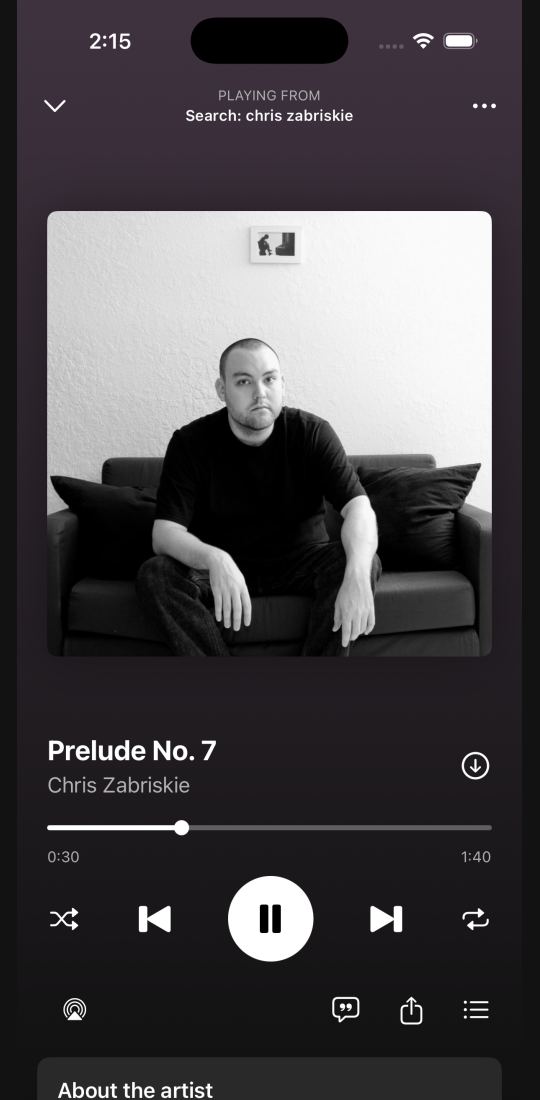 2:15
PLAYING FROM
Search: chris zabriskie
Prelude No. 7
Chris Zabriskie
0:30
1:40
About the artist